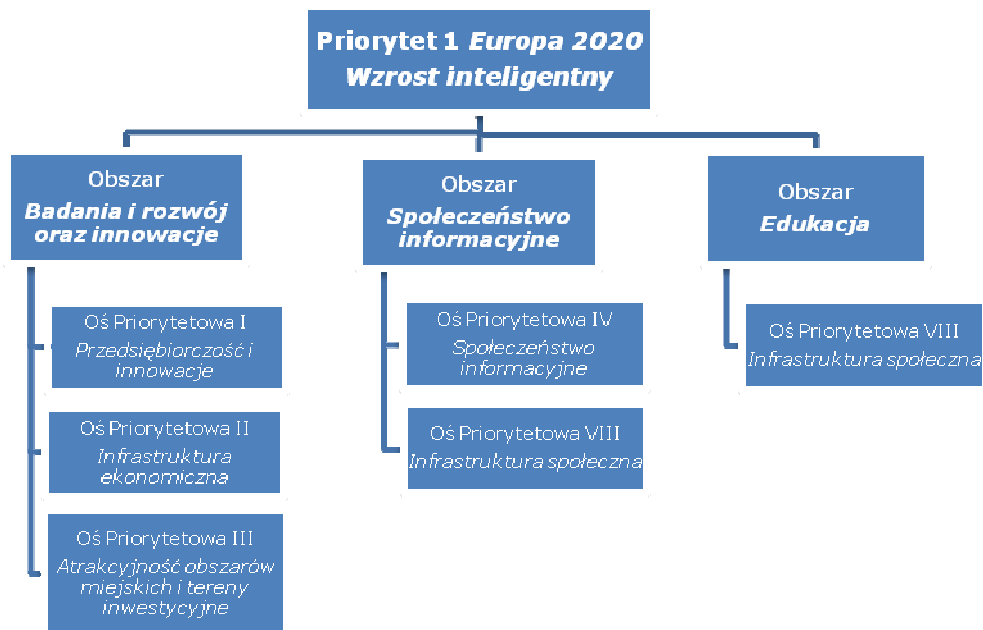 Priorytet 1 Europa 2020
Wzrost inteligentny
Obszar
Badania i rozwój
oraz innowacje
Obszar
Społeczeństwo
informacyjne
Obszar
Edukacja
Oś Priorytetowa I
Przedsiębiorczość i
innowacje
Oś Priorytetowa II
Infrastruktura
ekonomiczna
Oś Priorytetowa III
Atrakcyjność obszarów
miejskich i tereny
inwestycyjne
Oś Priorytetowa IV
Społeczeństwo
informacyjne
Oś Priorytetowa VIII
Infrastruktura społeczna
Oś Priorytetowa VIII
Infrastruktura społeczna